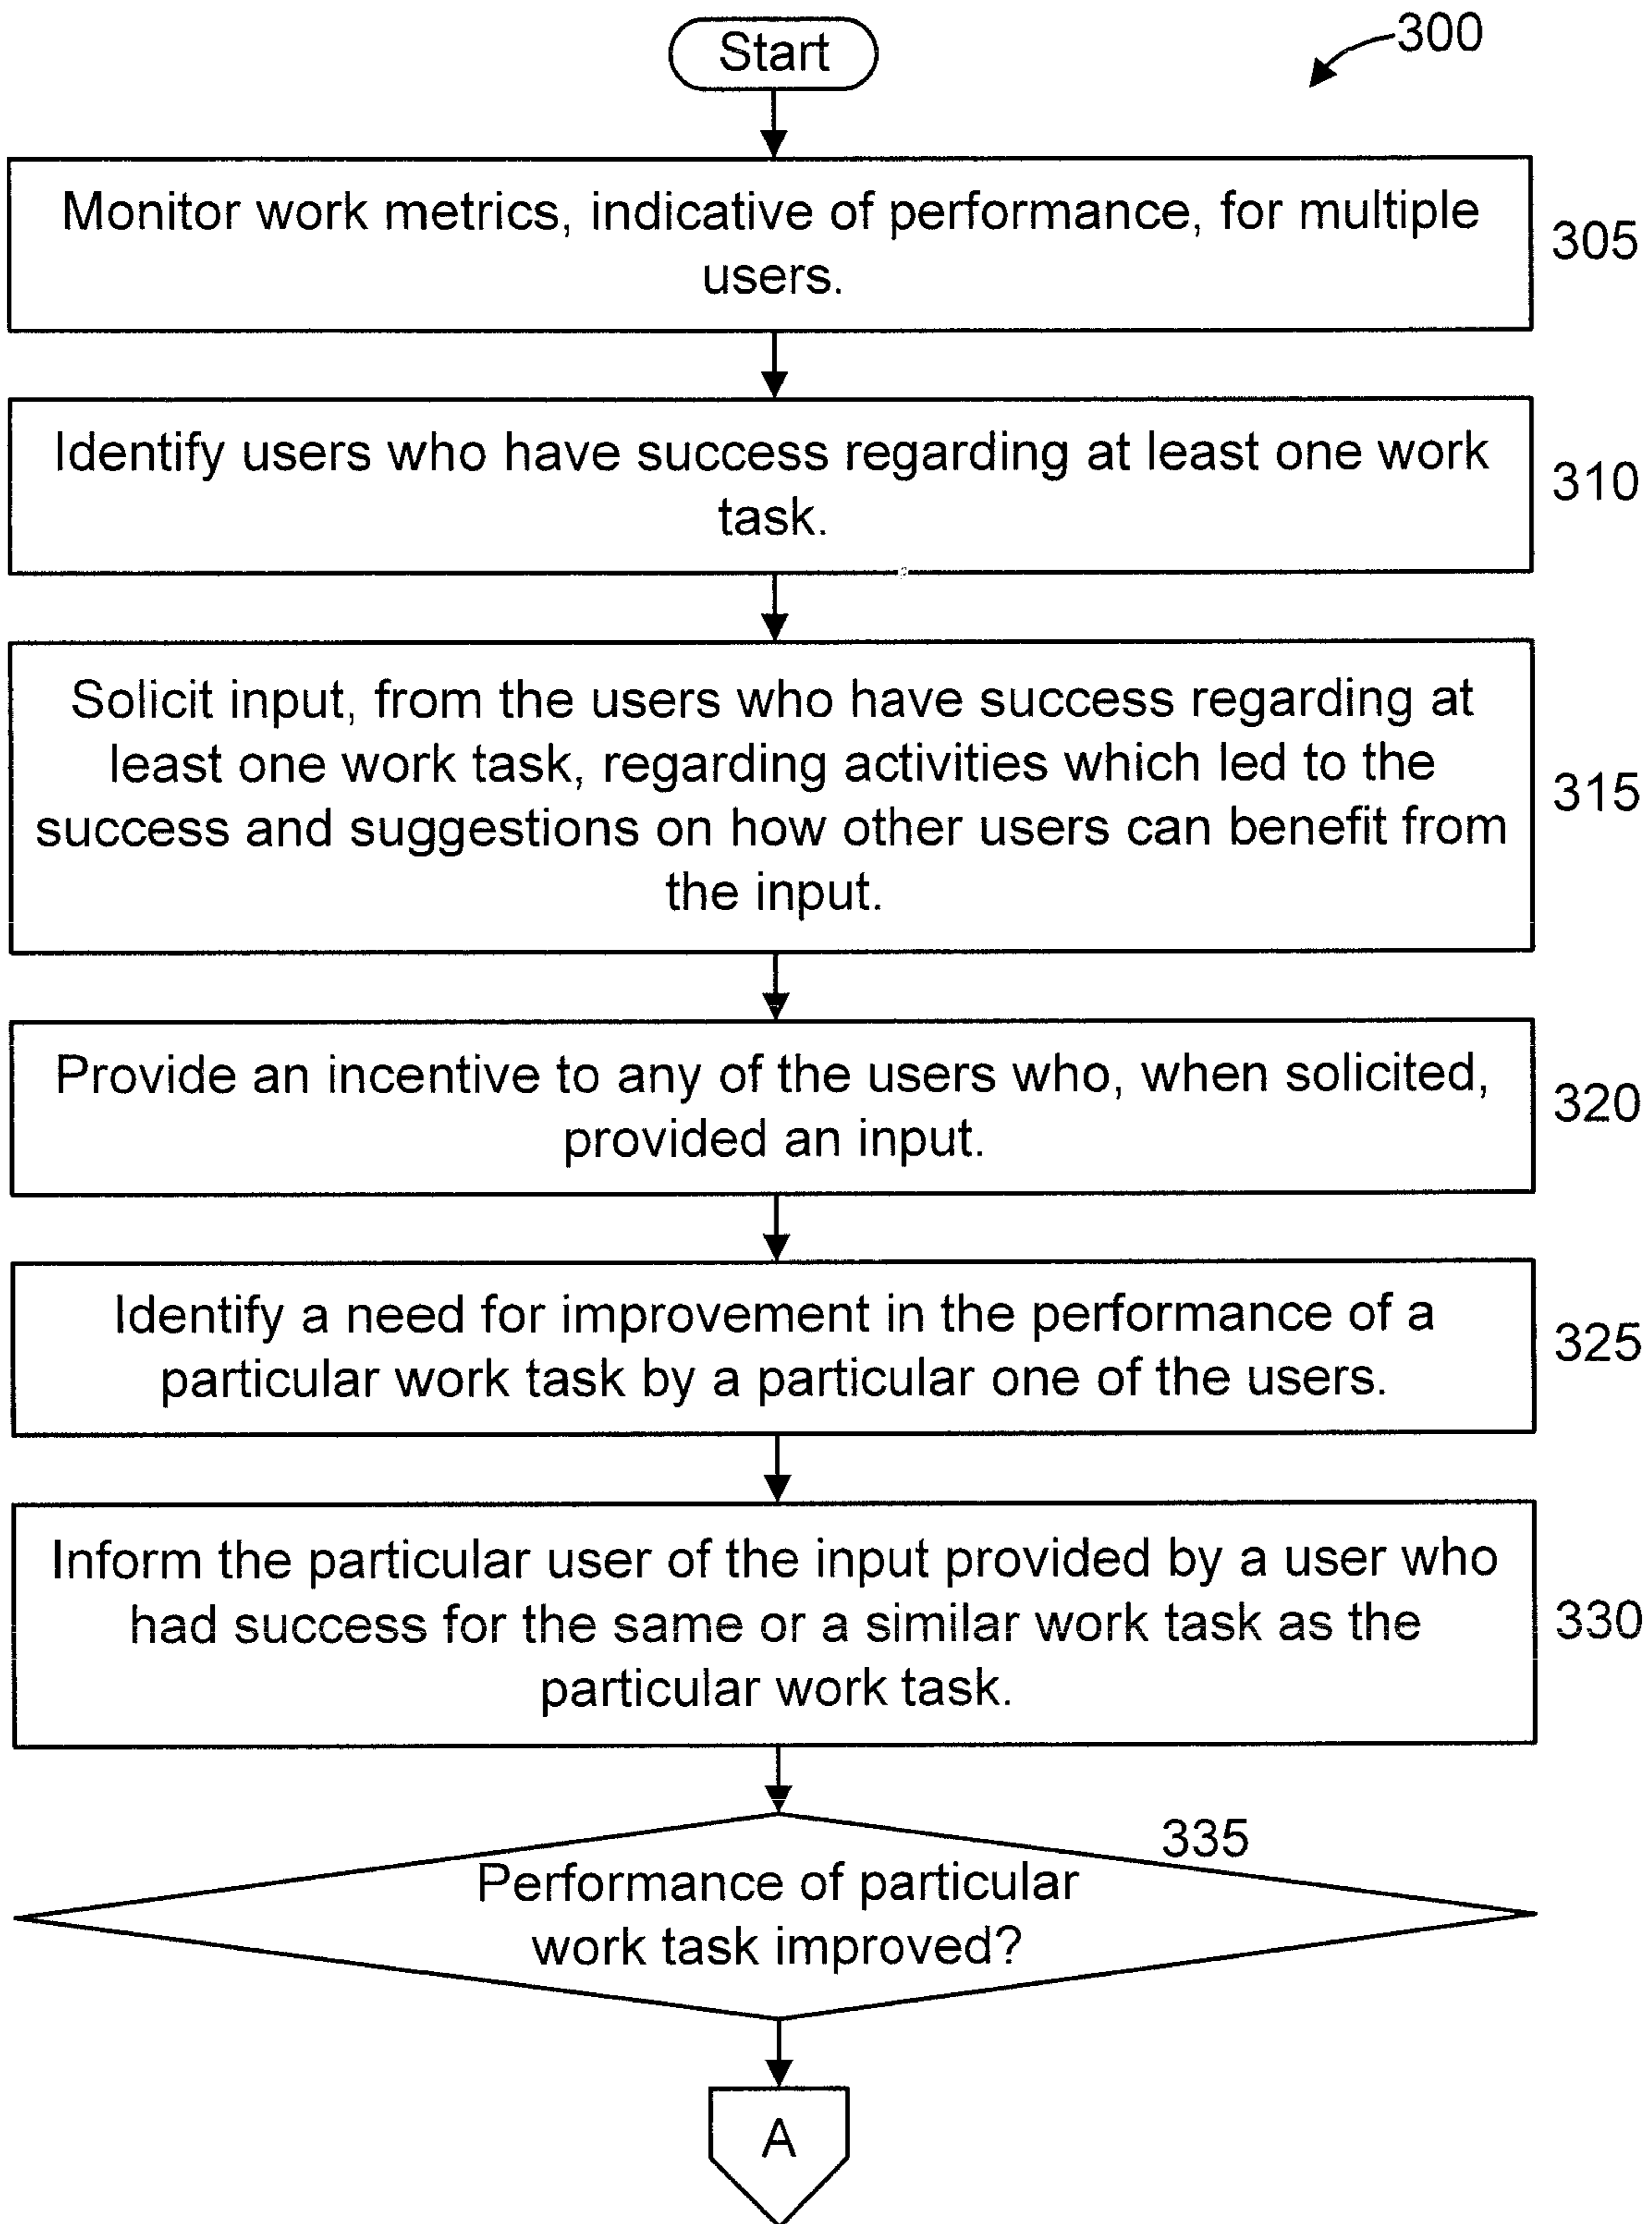 Start
300
Monitor work metrics, indicative of performance, for multiple
users.
305
Identify users who have success regarding at least one work
task.
310
Solicit input, from the users who have success regarding at
least one work task, regarding activities which led to the
success and suggestions on how other users can benefit from
the input.
315
Provide an incentive to any of the users who, when solicited,
provided an input.
320
Identify a need for improvement in the performance of a
particular work task by a particular one of the users.
325
Inform the particular user of the input provided by a user who
had success for the same or a similar work task as the
particular work task.
330
335
Performance of particular
work task improved?
A